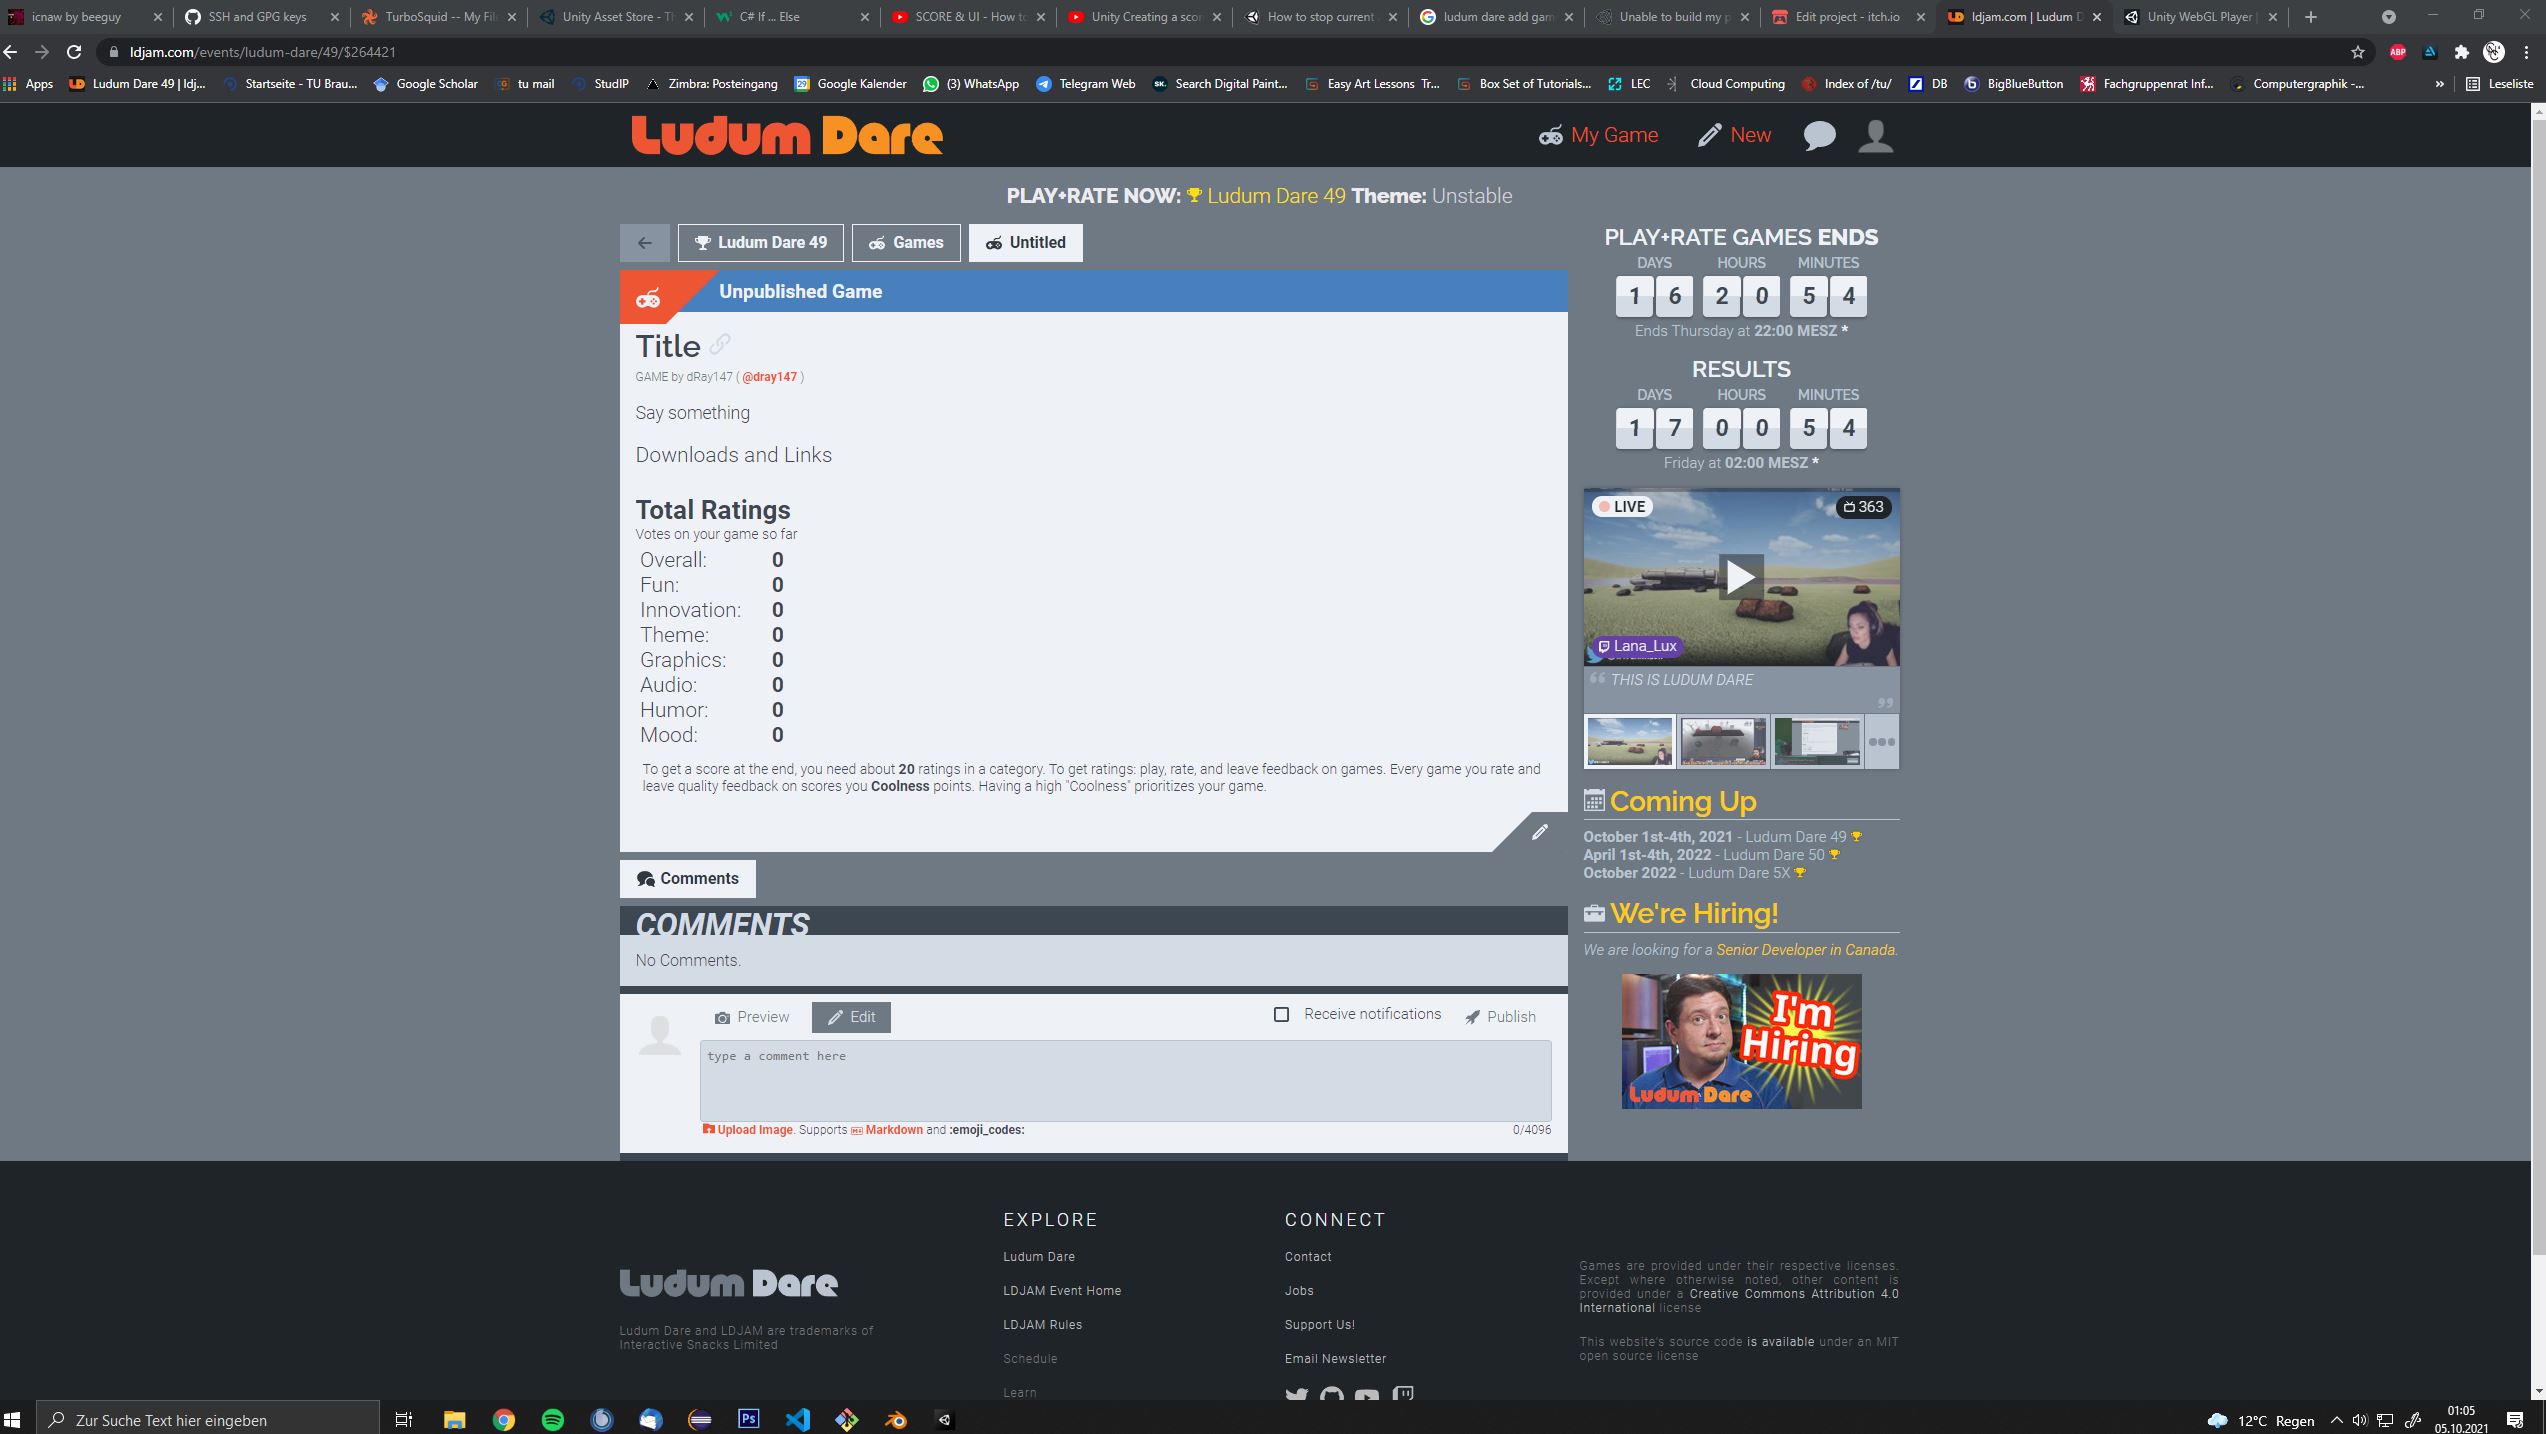 icnaw by beeguy
SSH and GPG keys
TurboSquid -- My File
Unity Asset Store - Th
C# If ... Else
SCORE & UI - How to
Unity Creating a scor
How to stop current
ludum dare add gam
Unable to build my p
Edit project - itch.io
ldjam.com | Ludum D
Unity WebGL Player |
ldjam.com/events/ludum-dare/49/$264421
ABP
Apps
Ludum Dare 49 | ldj...
Startseite - TU Brau...
Google Scholar
tu mail
StudIP
Zimbra: Posteingang
Google Kalender
(3) WhatsApp
Telegram Web
Search Digital Paint...
Easy Art Lessons Tr...
Box Set of Tutorials...
LEC
Cloud Computing
Index of /tu/
DB
BigBlueButton
Fachgruppenrat Inf...
Computergraphik -...
»
Leseliste
Ludum Dare
My Game
New
PLAY+RATE NOW: Ludum Dare 49 Theme: Unstable
Ludum Dare 49
Games
Untitled
Unpublished Game
Title
GAME by dRay147 ( @dray147 )
Say something
Downloads and Links
Total Ratings
Votes on your game so far
Overall: 0
Fun: 0
Innovation: 0
Theme: 0
Graphics: 0
Audio: 0
Humor: 0
Mood: 0
To get a score at the end, you need about 20 ratings in a category. To get ratings: play, rate, and leave feedback on games. Every game you rate and
leave quality feedback on scores you Coolness points. Having a high "Coolness" prioritizes your game.
Comments
COMMENTS
No Comments.
Preview
Edit
Receive notifications
Publish
type a comment here
Upload Image. Supports Markdown and :emoji_codes:
0/4096
PLAY+RATE GAMES ENDS
DAYS HOURS MINUTES
1 6 2 0 5 4
Ends Thursday at 22:00 MESZ *
RESULTS
DAYS HOURS MINUTES
1 7 0 0 5 4
Friday at 02:00 MESZ *
LIVE
363
Lana_Lux
“ THIS IS LUDUM DARE
”
Coming Up
October 1st-4th, 2021 - Ludum Dare 49
April 1st-4th, 2022 - Ludum Dare 50
October 2022 - Ludum Dare 5X
We're Hiring!
We are looking for a Senior Developer in Canada.
I'm
Hiring
Ludum Dare
Ludum Dare
Ludum Dare and LDJAM are trademarks of
Interactive Snacks Limited
EXPLORE
Ludum Dare
LDJAM Event Home
LDJAM Rules
Schedule
Learn
CONNECT
Contact
Jobs
Support Us!
Email Newsletter
Games are provided under their respective licenses.
Except where otherwise noted, other content is
provided under a Creative Commons Attribution 4.0
International license
This website's source code is available under an MIT
open source license
Zur Suche Text hier eingeben
Ps
12°C Regen
01:05
05.10.2021